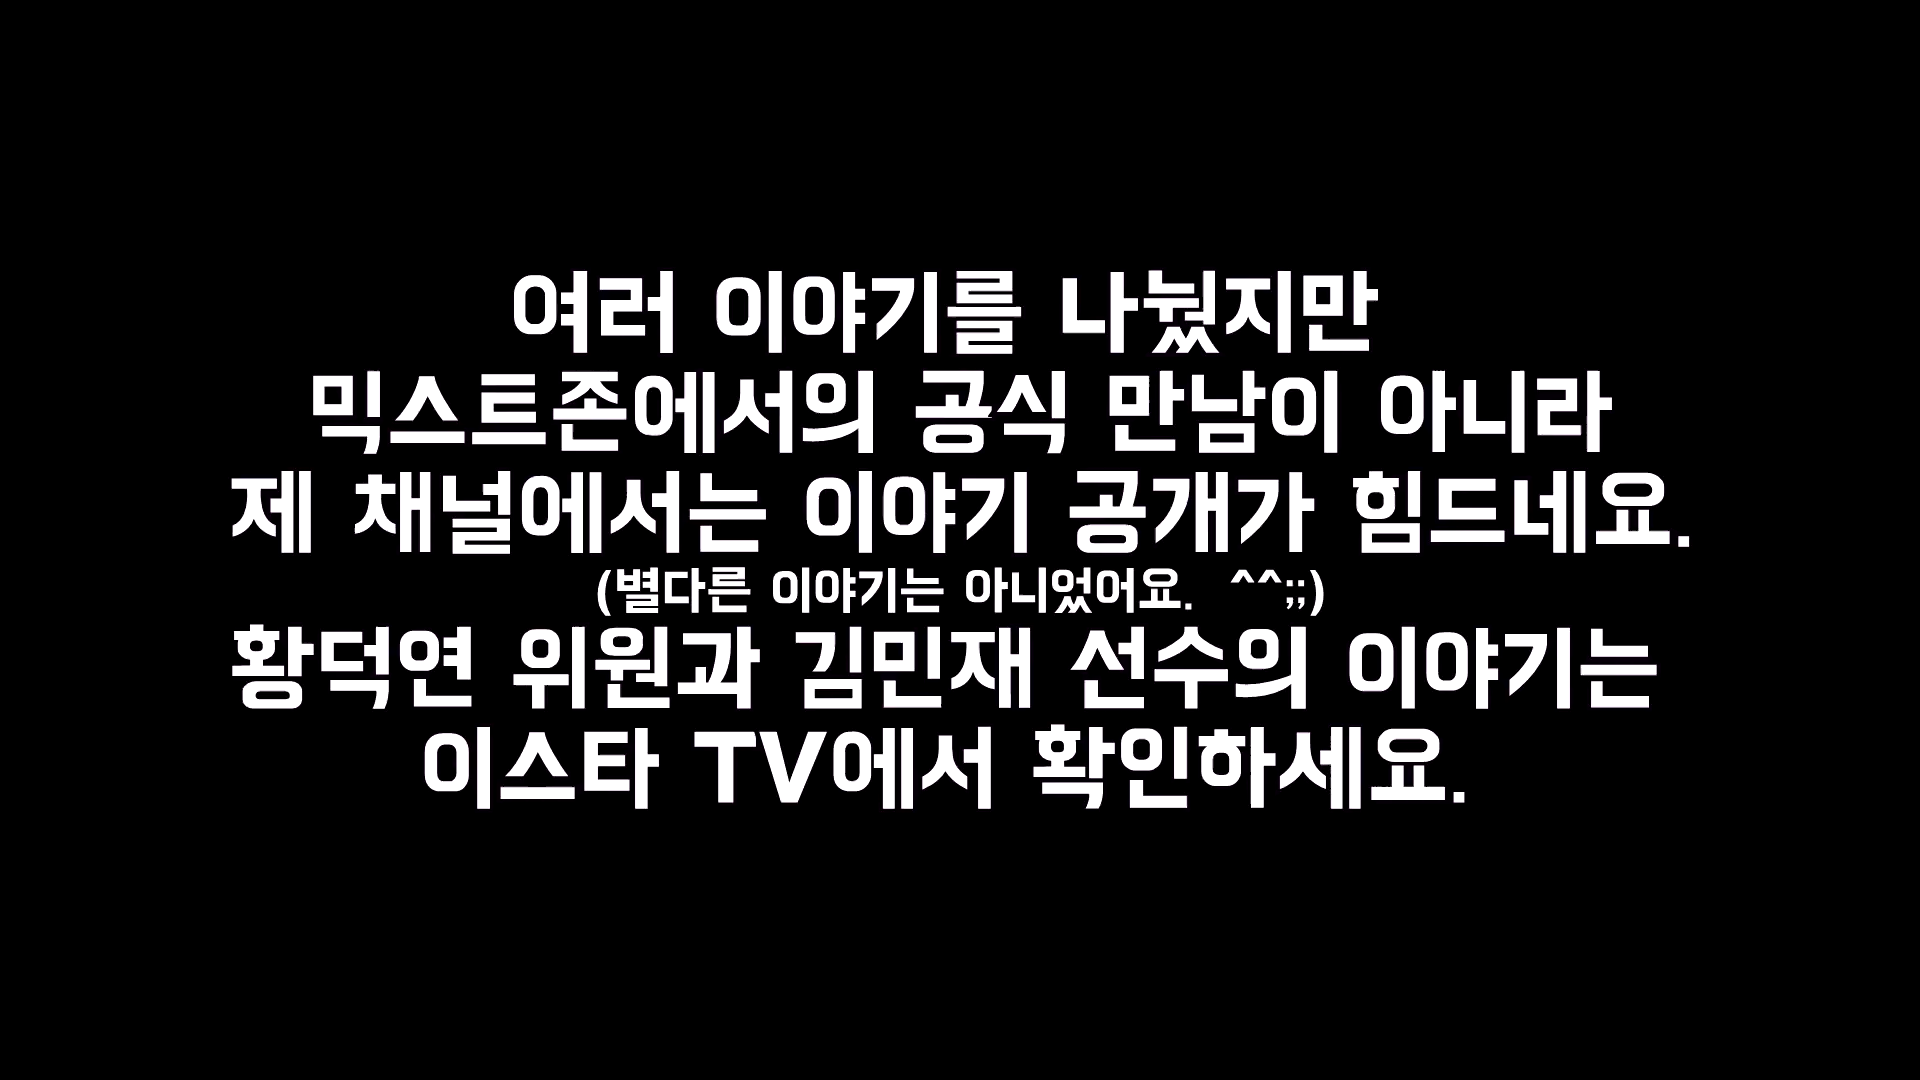 여러 이야기를 나눴지만
믹스트존에서의 공식 만남이 아니라
제 채널에서는 이야기 공개가 힘드네요.
(별다른 이야기는 아니었어요. ^^;;)
황덕연 위원과 김민재 선수의 이야기는
이스타 TV에서 확인하세요.